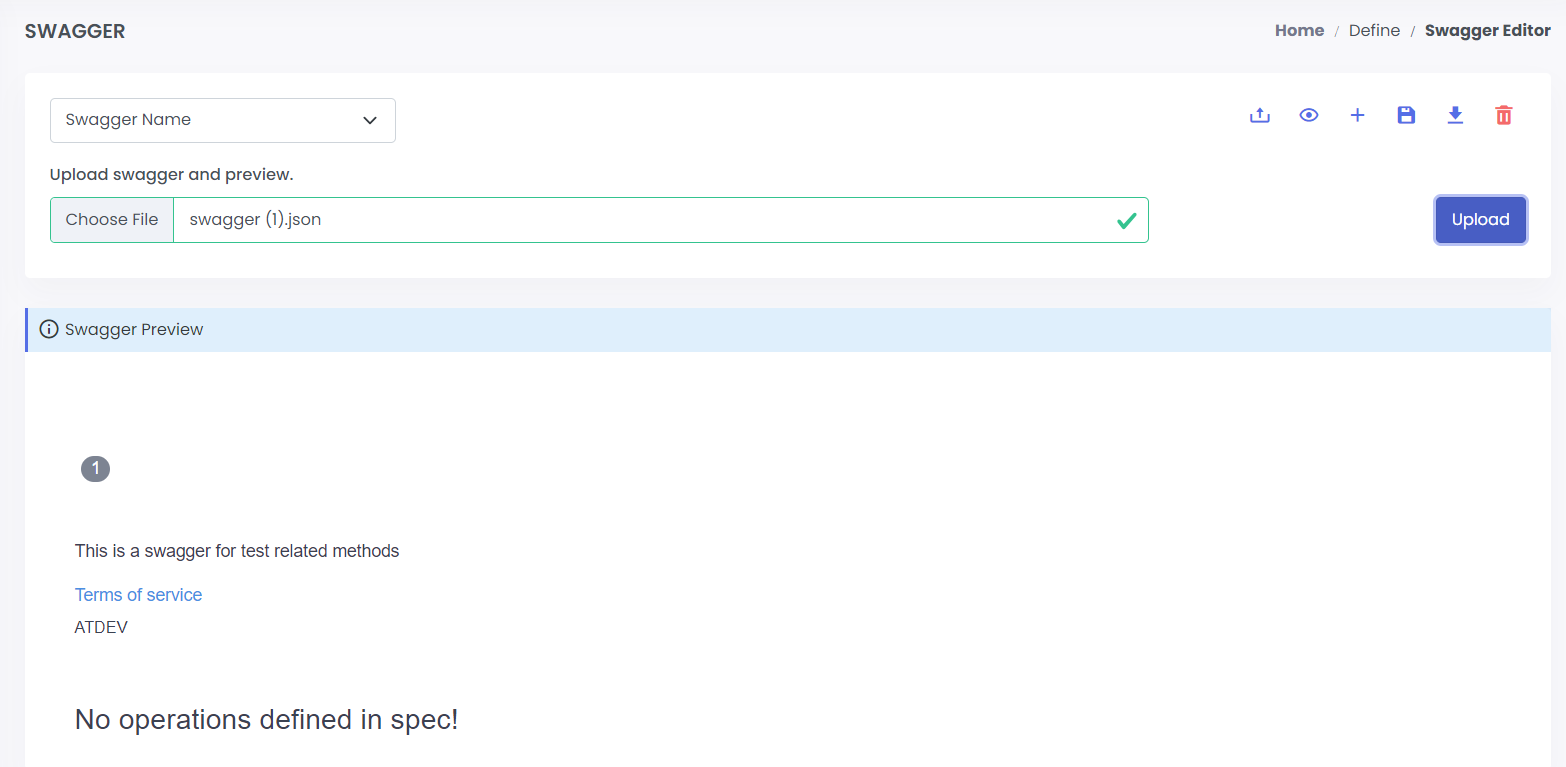 SWAGGER
Home / Define / Swagger Editor
Swagger Name
Upload swagger and preview.
Choose File swagger (1).json
Upload
Swagger Preview
1
This is a swagger for test related methods
Terms of service
ATDEV
No operations defined in spec!